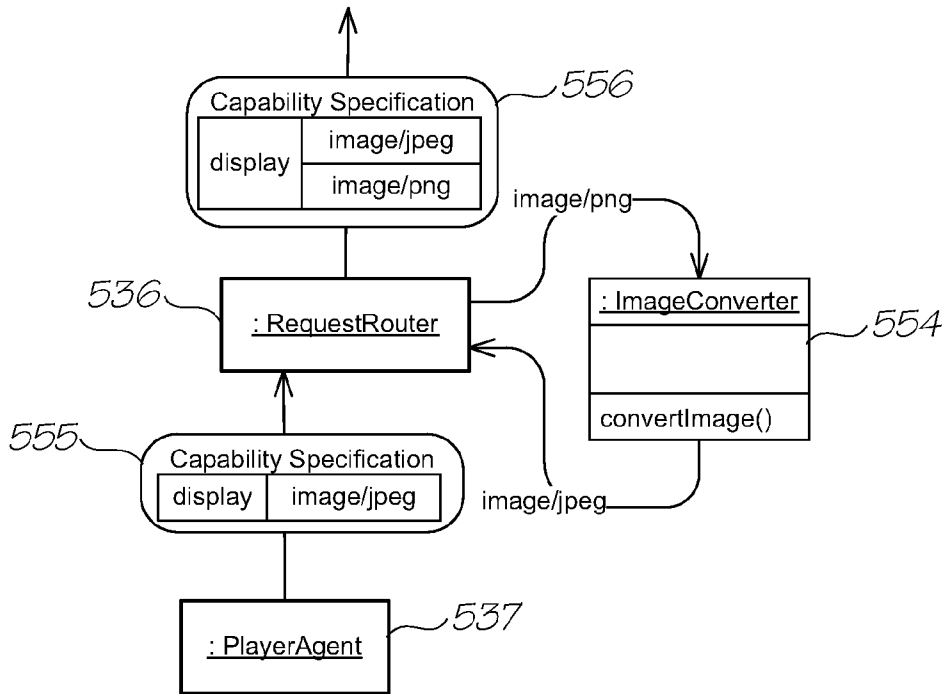 556
Capability Specification
display
image/jpeg
image/png
image/png
536
: RequestRouter
: ImageConverter
554
convertImage()
555
Capability Specification
display
image/jpeg
image/jpeg
537
: PlayerAgent